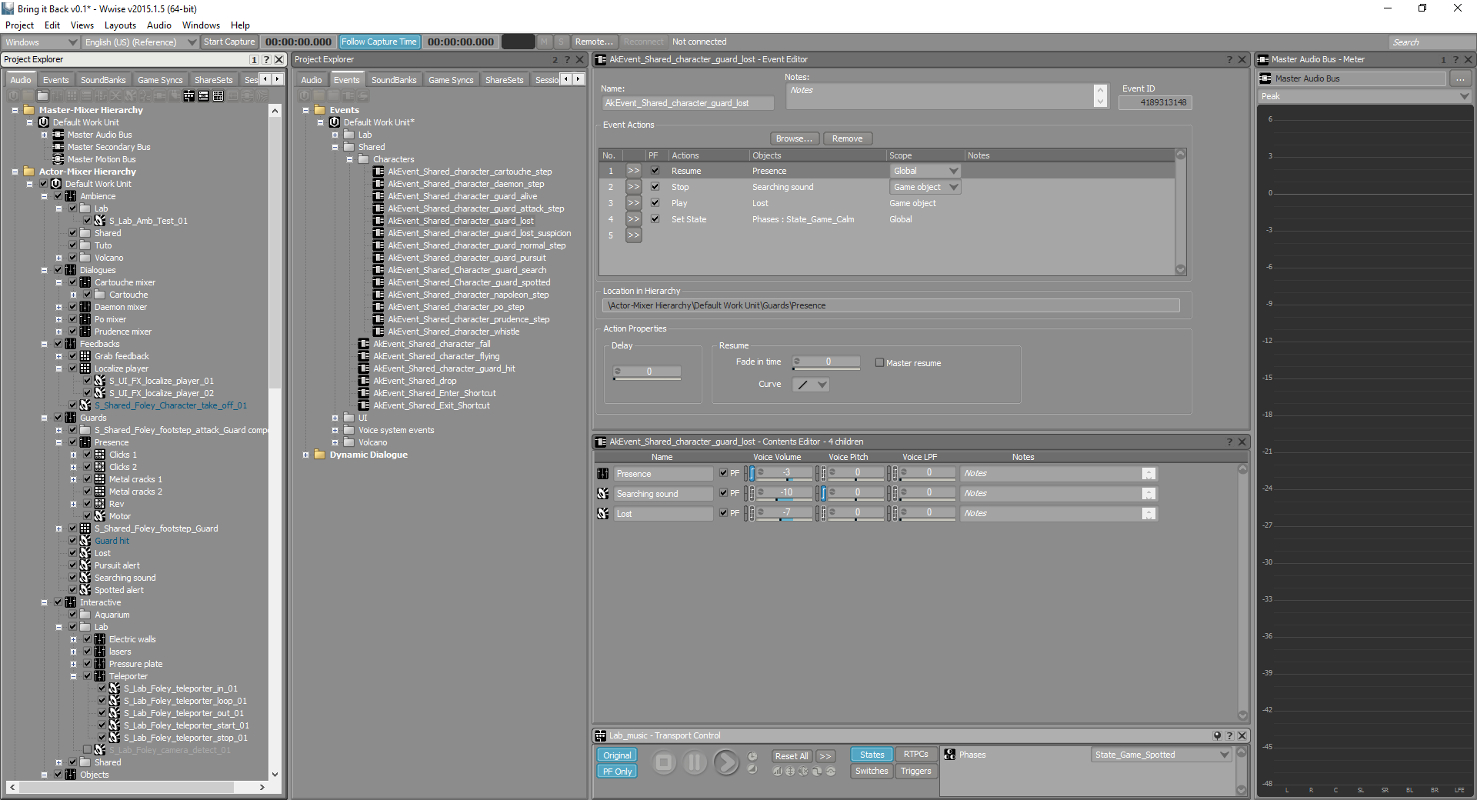 Bring it Back v0.1* - Wwise v2015.1.5 (64-bit)
Project Edit Views Layouts Audio Windows Help
Windows English (US) (Reference) Start Capture 00:00:00.000 Follow Capture Time 00:00:00.000 M S Remote... Reconnect Not connected Search
Project Explorer 1 ? X
Audio Events SoundBanks Game Syncs ShareSets Ses
Master-Mixer Hierarchy
Default Work Unit
Master Audio Bus
Master Secondary Bus
Master Motion Bus
Actor-Mixer Hierarchy
Default Work Unit
Ambience
Lab
S_Lab_Amb_Test_01
Shared
Tuto
Volcano
Dialogues
Cartouche mixer
Cartouche
Daemon mixer
Po mixer
Prudence mixer
Feedbacks
Grab feedback
Localize player
S_UI_FX_localize_player_01
S_UI_FX_localize_player_02
S_Shared_Foley_Character_take_off_01
Guards
S_Shared_Foley_footstep_attack_Guard compo
Presence
Clicks 1
Clicks 2
Metal cracks 1
Metal cracks 2
Rev
Motor
S_Shared_Foley_footstep_Guard
Guard hit
Lost
Pursuit alert
Searching sound
Spotted alert
Interactive
Aquarium
Lab
Electric walls
lasers
Pressure plate
Teleporter
S_Lab_Foley_teleporter_in_01
S_Lab_Foley_teleporter_loop_01
S_Lab_Foley_teleporter_out_01
S_Lab_Foley_teleporter_start_01
S_Lab_Foley_teleporter_stop_01
S_Lab_Foley_camera_detect_01
Shared
Objects
Project Explorer 2 ? X
Audio Events SoundBanks Game Syncs ShareSets Sessio
Events
Default Work Unit*
Lab
Shared
Characters
AkEvent_Shared_character_cartouche_step
AkEvent_Shared_character_daemon_step
AkEvent_Shared_character_guard_alive
AkEvent_Shared_character_guard_attack_step
AkEvent_Shared_character_guard_lost
AkEvent_Shared_character_guard_lost_suspicion
AkEvent_Shared_character_guard_normal_step
AkEvent_Shared_character_guard_pursuit
AkEvent_Shared_Character_guard_search
AkEvent_Shared_Character_guard_spotted
AkEvent_Shared_character_napoleon_step
AkEvent_Shared_character_po_step
AkEvent_Shared_character_prudence_step
AkEvent_Shared_character_whistle
AkEvent_Shared_character_fall
AkEvent_Shared_character_flying
AkEvent_Shared_character_guard_hit
AkEvent_Shared_drop
AkEvent_Shared_Enter_Shortcut
AkEvent_Shared_Exit_Shortcut
UI
Voice system events
Volcano
Dynamic Dialogue
AkEvent_Shared_character_guard_lost - Event Editor ? X
Name: Notes: Event ID
AkEvent_Shared_character_guard_lost Notes 4189313148
Event Actions
Browse... Remove
No. PF Actions Objects Scope Notes
1 >> Resume Presence Global
2 >> Stop Searching sound Game object
3 >> Play Lost Game object
4 >> Set State Phases : State_Game_Calm Global
5 >>
Location in Hierarchy
\Actor-Mixer Hierarchy\Default Work Unit\Guards\Presence
Action Properties
Delay Resume
0 Fade in time 0 Master resume
Curve
AkEvent_Shared_character_guard_lost - Contents Editor - 4 children ? X
Name Voice Volume Voice Pitch Voice LPF Notes
Presence PF -3 0 0 Notes
Searching sound PF -10 0 0 Notes
Lost PF -7 0 0 Notes
Lab_music - Transport Control ? X
Original Reset All >> States RTPCs Phases State_Game_Spotted
PF Only Switches Triggers
Master Audio Bus - Meter 1 ? X
Master Audio Bus ...
Peak
6
3
0
-3
-6
-9
-12
-15
-18
-21
-24
-27
-30
-33
-36
-39
-42
-45
-48
L R C SL SR BL BR LFE